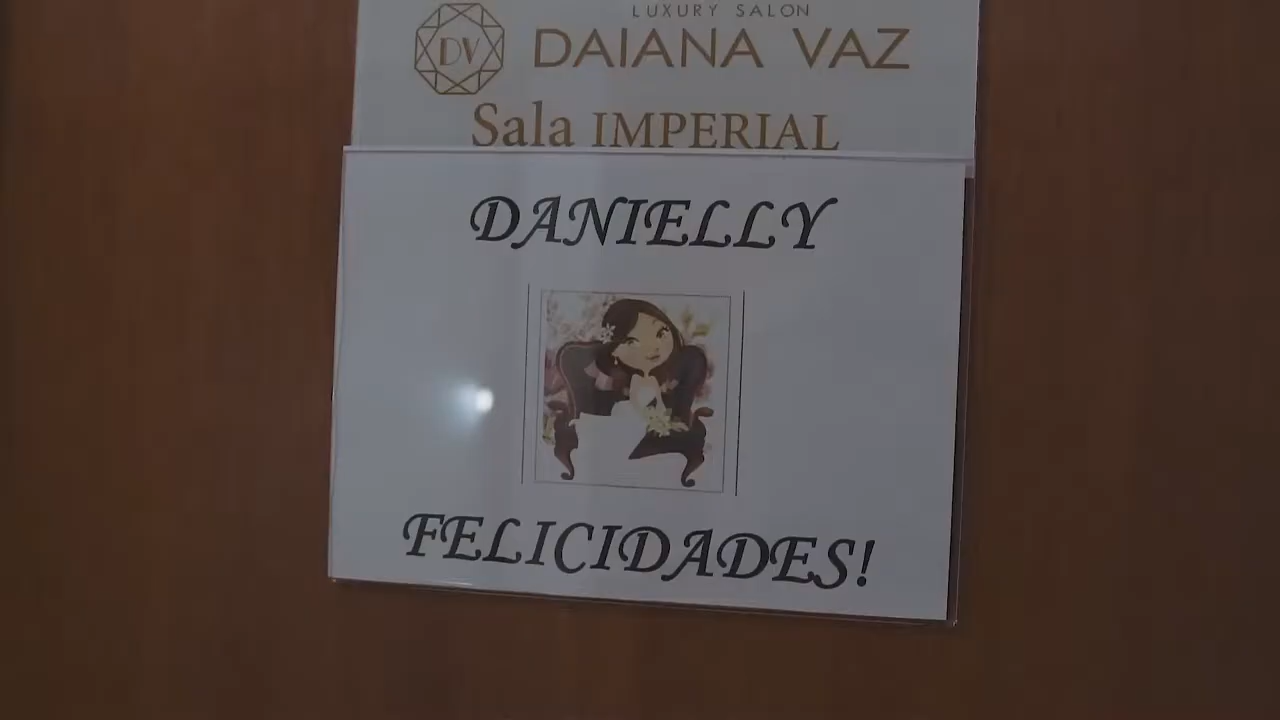 LUXURY SALON
DV DAIANA VAZ
Sala IMPERIAL
DANIELLY
FELICIDADES!